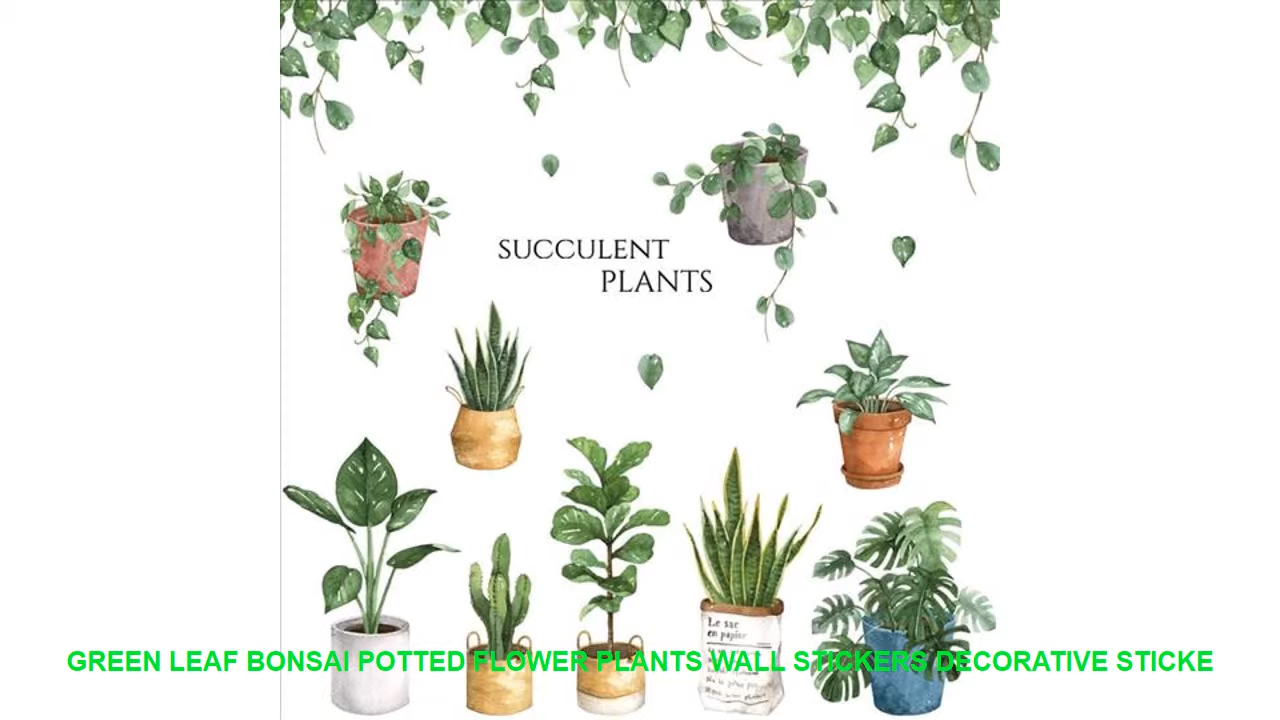 SUCCULENT
PLANTS
Le sac
en papier
GREEN LEAF BONSAI POTTED FLOWER PLANTS WALL STICKERS DECORATIVE STICKE